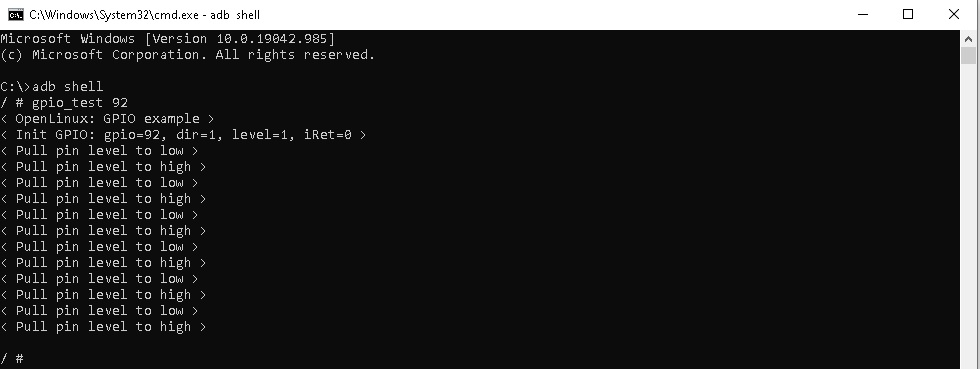 C:\Windows\System32\cmd.exe - adb shell
Microsoft Windows [Version 10.0.19042.985]
(c) Microsoft Corporation. All rights reserved.
C:\>adb shell
/ # gpio_test 92
< OpenLinux: GPIO example >
< Init GPIO: gpio=92, dir=1, level=1, iRet=0 >
< Pull pin level to low >
< Pull pin level to high >
< Pull pin level to low >
< Pull pin level to high >
< Pull pin level to low >
< Pull pin level to high >
< Pull pin level to low >
< Pull pin level to high >
< Pull pin level to low >
< Pull pin level to high >
< Pull pin level to low >
< Pull pin level to high >
/ #